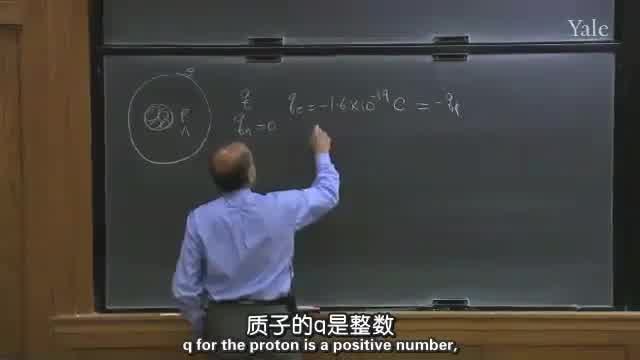 Yale
e
P
n
q
q_e = -1.6 × 10^-19 C = -q_p
q_n = 0
质子的q是整数
q for the proton is a positive number,